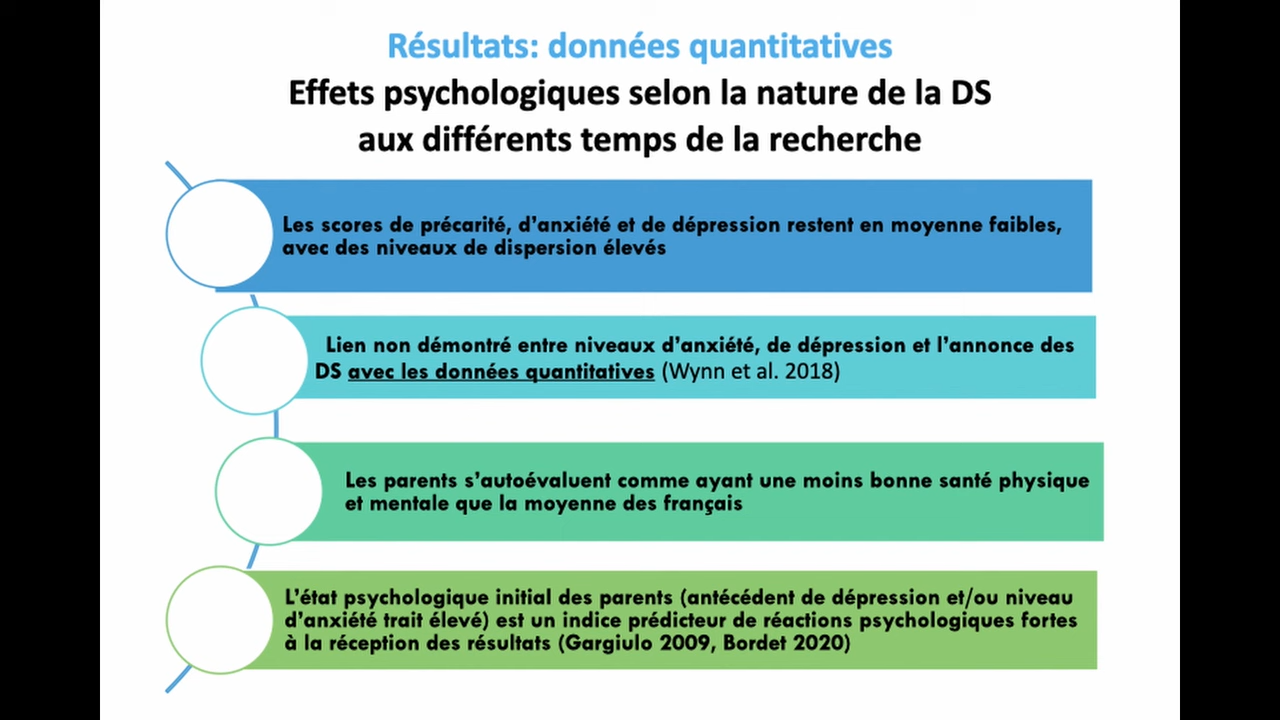 Résultats: données quantitatives
Effets psychologiques selon la nature de la DS
aux différents temps de la recherche
Les scores de précarité, d’anxiété et de dépression restent en moyenne faibles,
avec des niveaux de dispersion élevés
Lien non démontré entre niveaux d’anxiété, de dépression et l’annonce des
DS avec les données quantitatives (Wynn et al. 2018)
Les parents s’autoévaluent comme ayant une moins bonne santé physique
et mentale que la moyenne des français
L’état psychologique initial des parents (antécédent de dépression et/ou niveau
d’anxiété trait élevé) est un indice prédicteur de réactions psychologiques fortes
à la réception des résultats (Gargiulo 2009, Bordet 2020)